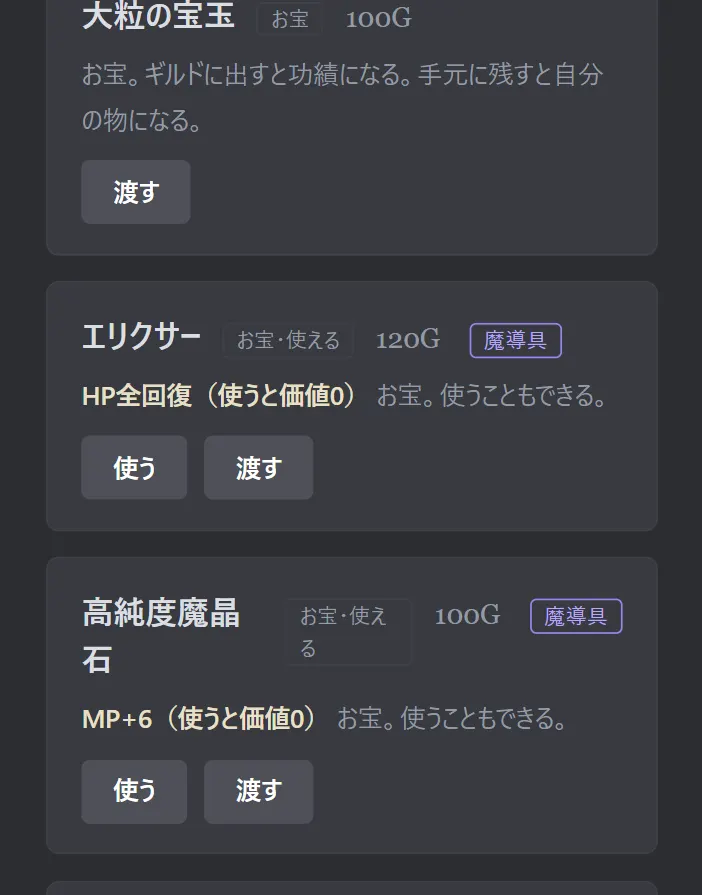 大粒の宝玉 お宝 100G
お宝。ギルドに出すと功績になる。手元に残すと自分
の物になる。
渡す
エリクサー お宝・使える 120G 魔導具
HP全回復（使うと価値0） お宝。使うこともできる。
使う 渡す
高純度魔晶
石
お宝・使え
る
100G 魔導具
MP+6（使うと価値0） お宝。使うこともできる。
使う 渡す